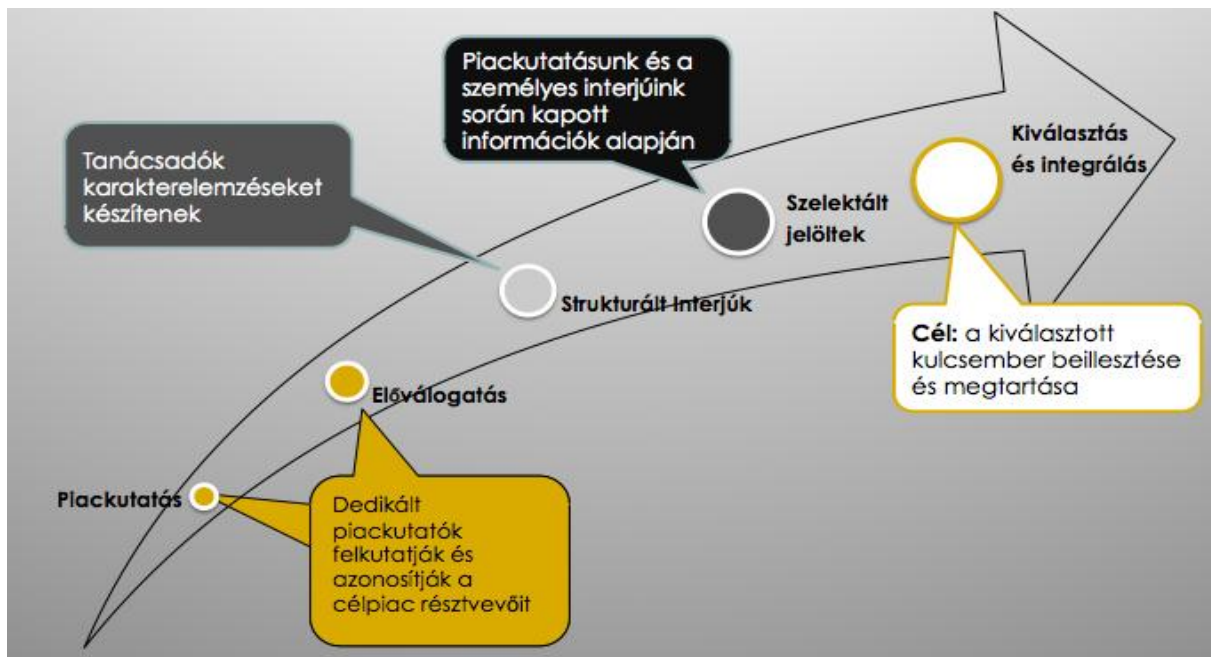 Piackutatásunk és a
személyes interjúink
során kapott
információk alapján
Tanácsadók
karakterelemzéseket
készítenek
Kiválasztás
és integrálás
Szelektált
jelöltek
Strukturált Interjúk
Cél: a kiválasztott
kulcsember beillesztése
és megtartása
Előválogatás
Piackutatás
Dedikált
piackutatók
felkutatják és
azonosítják a
célpiac résztvevőit